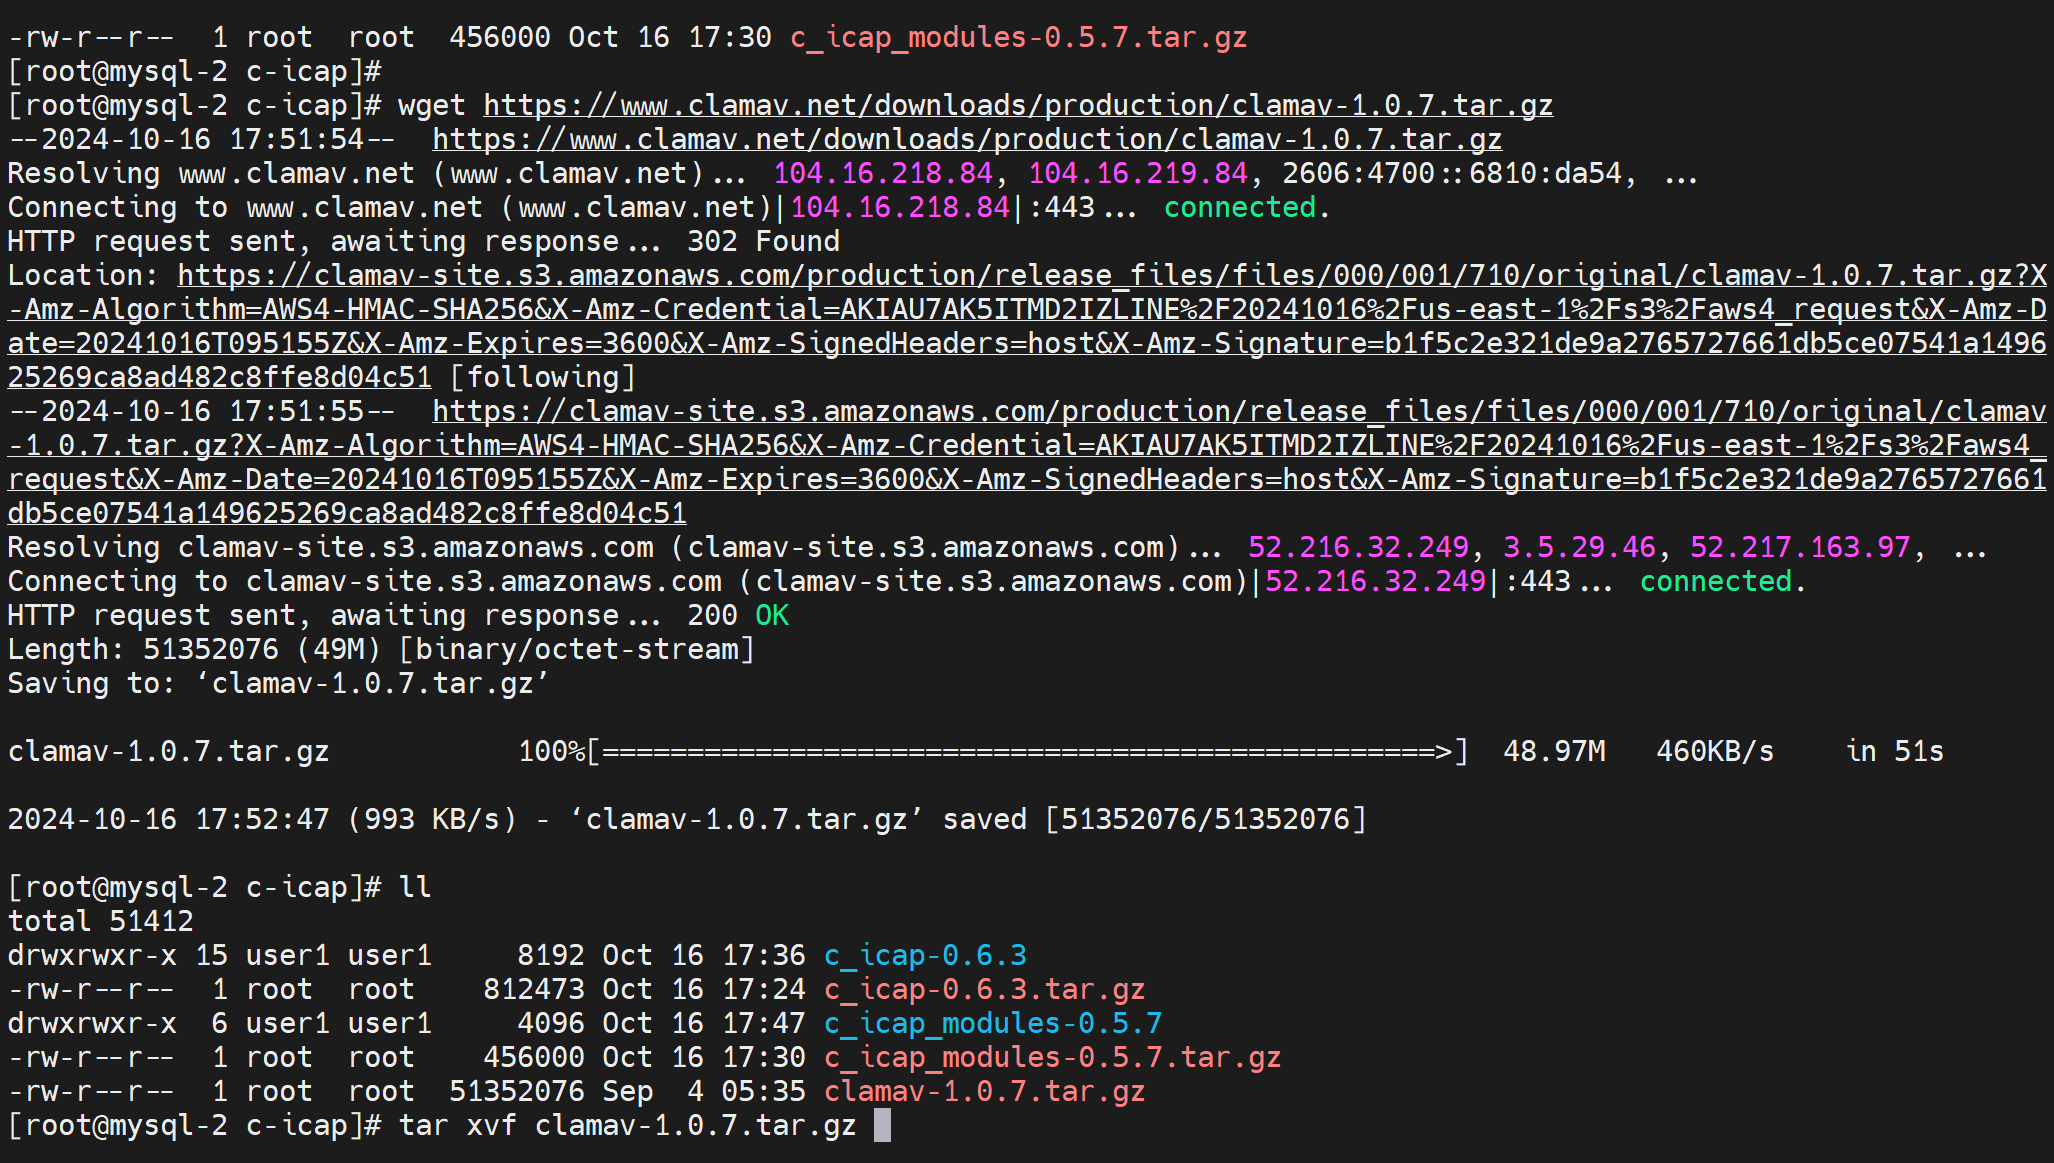 -rw-r--r--  1 root  root  456000 Oct 16 17:30 c_icap_modules-0.5.7.tar.gz
[root@mysql-2 c-icap]#
[root@mysql-2 c-icap]# wget https://www.clamav.net/downloads/production/clamav-1.0.7.tar.gz
--2024-10-16 17:51:54--  https://www.clamav.net/downloads/production/clamav-1.0.7.tar.gz
Resolving www.clamav.net (www.clamav.net)... 104.16.218.84, 104.16.219.84, 2606:4700::6810:da54, ...
Connecting to www.clamav.net (www.clamav.net)|104.16.218.84|:443... connected.
HTTP request sent, awaiting response... 302 Found
Location: https://clamav-site.s3.amazonaws.com/production/release_files/files/000/001/710/original/clamav-1.0.7.tar.gz?X
-Amz-Algorithm=AWS4-HMAC-SHA256&X-Amz-Credential=AKIAU7AK5ITMD2IZLINE%2F20241016%2Fus-east-1%2Fs3%2Faws4_request&X-Amz-D
ate=20241016T095155Z&X-Amz-Expires=3600&X-Amz-SignedHeaders=host&X-Amz-Signature=b1f5c2e321de9a2765727661db5ce07541a1496
25269ca8ad482c8ffe8d04c51 [following]
--2024-10-16 17:51:55--  https://clamav-site.s3.amazonaws.com/production/release_files/files/000/001/710/original/clamav
-1.0.7.tar.gz?X-Amz-Algorithm=AWS4-HMAC-SHA256&X-Amz-Credential=AKIAU7AK5ITMD2IZLINE%2F20241016%2Fus-east-1%2Fs3%2Faws4_
request&X-Amz-Date=20241016T095155Z&X-Amz-Expires=3600&X-Amz-SignedHeaders=host&X-Amz-Signature=b1f5c2e321de9a2765727661
db5ce07541a149625269ca8ad482c8ffe8d04c51
Resolving clamav-site.s3.amazonaws.com (clamav-site.s3.amazonaws.com)... 52.216.32.249, 3.5.29.46, 52.217.163.97, ...
Connecting to clamav-site.s3.amazonaws.com (clamav-site.s3.amazonaws.com)|52.216.32.249|:443... connected.
HTTP request sent, awaiting response... 200 OK
Length: 51352076 (49M) [binary/octet-stream]
Saving to: ‘clamav-1.0.7.tar.gz’
clamav-1.0.7.tar.gz           100%[=================================================>]  48.97M   460KB/s    in 51s
2024-10-16 17:52:47 (993 KB/s) - ‘clamav-1.0.7.tar.gz’ saved [51352076/51352076]
[root@mysql-2 c-icap]# ll
total 51412
drwxrwxr-x 15 user1 user1     8192 Oct 16 17:36 c_icap-0.6.3
-rw-r--r--  1 root  root    812473 Oct 16 17:24 c_icap-0.6.3.tar.gz
drwxrwxr-x  6 user1 user1     4096 Oct 16 17:47 c_icap_modules-0.5.7
-rw-r--r--  1 root  root    456000 Oct 16 17:30 c_icap_modules-0.5.7.tar.gz
-rw-r--r--  1 root  root  51352076 Sep  4 05:35 clamav-1.0.7.tar.gz
[root@mysql-2 c-icap]# tar xvf clamav-1.0.7.tar.gz